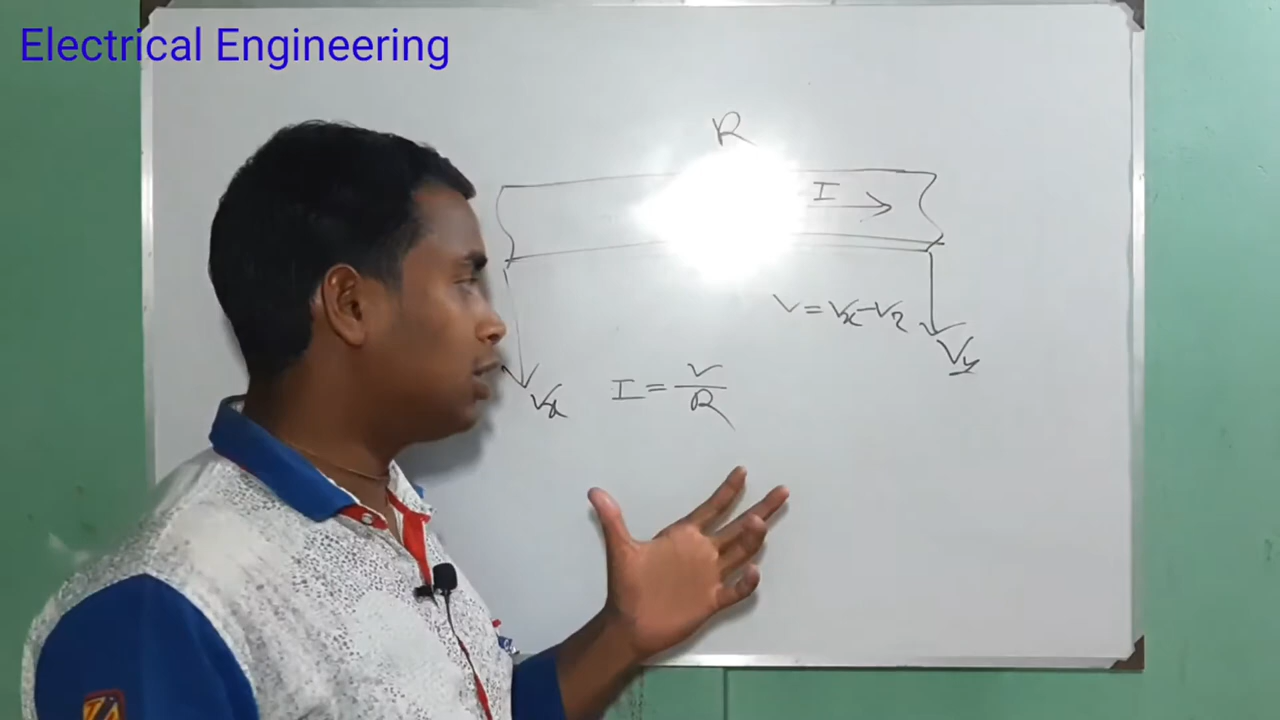 Electrical Engineering
R
I
V = Vx - V2
Vy
Vx
I = V/R